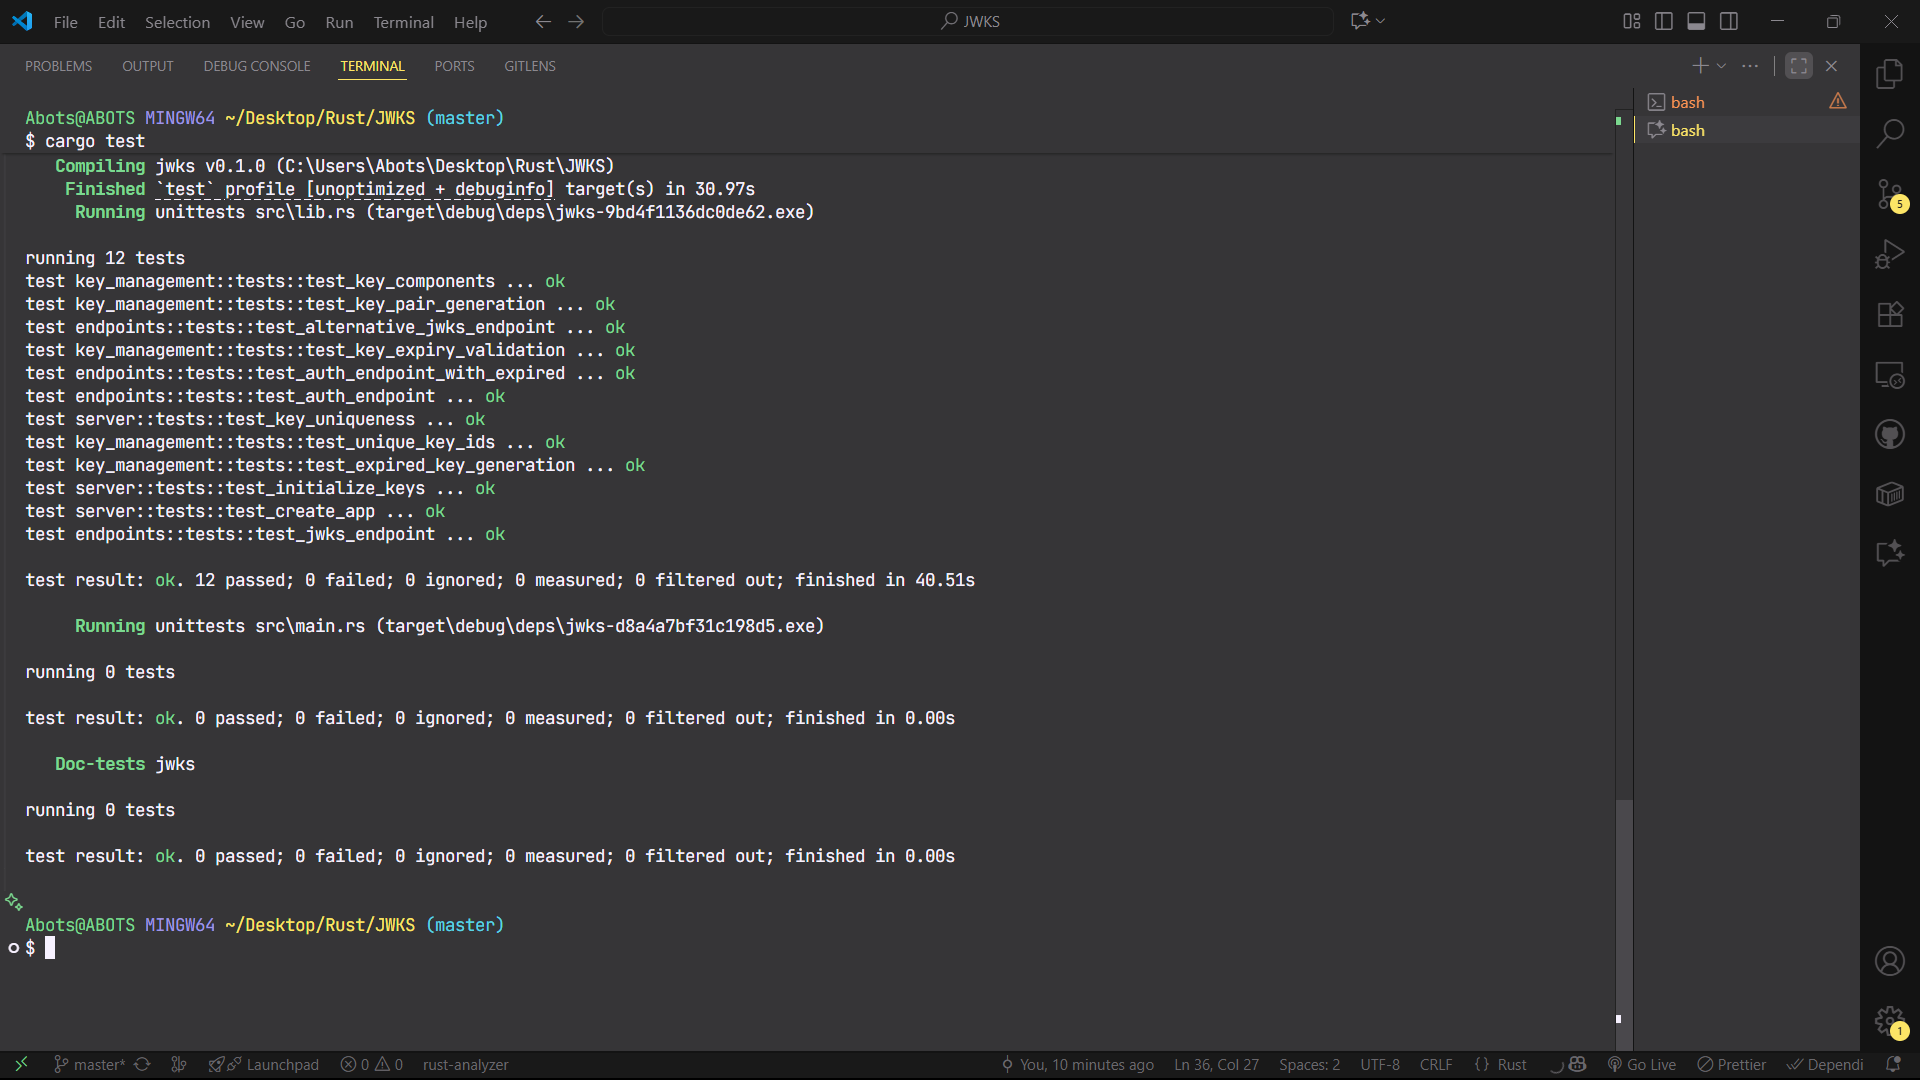 File Edit Selection View Go Run Terminal Help JWKS
PROBLEMS OUTPUT DEBUG CONSOLE TERMINAL PORTS GITLENS
bash
bash
Abots@ABOTS MINGW64 ~/Desktop/Rust/JWKS (master)
$ cargo test
Compiling jwks v0.1.0 (C:\Users\Abots\Desktop\Rust\JWKS)
Finished `test` profile [unoptimized + debuginfo] target(s) in 30.97s
Running unittests src\lib.rs (target\debug\deps\jwks-9bd4f1136dc0de62.exe)
running 12 tests
test key_management::tests::test_key_components ... ok
test key_management::tests::test_key_pair_generation ... ok
test endpoints::tests::test_alternative_jwks_endpoint ... ok
test key_management::tests::test_key_expiry_validation ... ok
test endpoints::tests::test_auth_endpoint_with_expired ... ok
test endpoints::tests::test_auth_endpoint ... ok
test server::tests::test_key_uniqueness ... ok
test key_management::tests::test_unique_key_ids ... ok
test key_management::tests::test_expired_key_generation ... ok
test server::tests::test_initialize_keys ... ok
test server::tests::test_create_app ... ok
test endpoints::tests::test_jwks_endpoint ... ok
test result: ok. 12 passed; 0 failed; 0 ignored; 0 measured; 0 filtered out; finished in 40.51s
Running unittests src\main.rs (target\debug\deps\jwks-d8a4a7bf31c198d5.exe)
running 0 tests
test result: ok. 0 passed; 0 failed; 0 ignored; 0 measured; 0 filtered out; finished in 0.00s
Doc-tests jwks
running 0 tests
test result: ok. 0 passed; 0 failed; 0 ignored; 0 measured; 0 filtered out; finished in 0.00s
Abots@ABOTS MINGW64 ~/Desktop/Rust/JWKS (master)
$
5
1
master* Launchpad 0 0 rust-analyzer You, 10 minutes ago Ln 36, Col 27 Spaces: 2 UTF-8 CRLF {} Rust Go Live Prettier Dependi